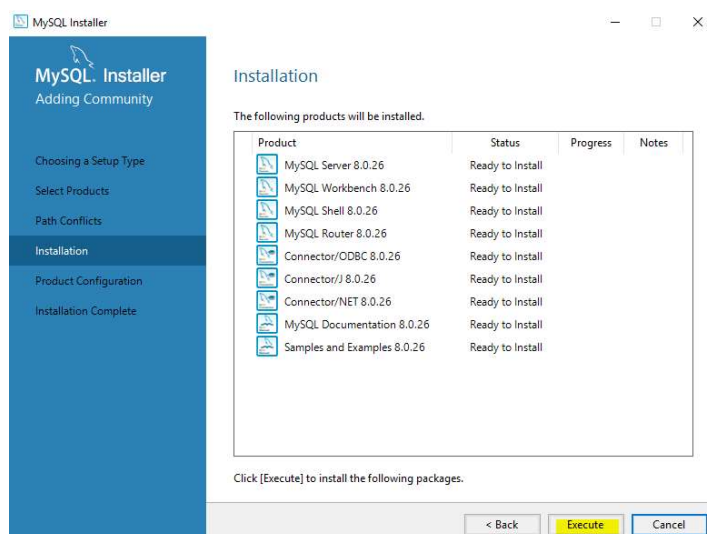 MySQL Installer
MySQL. Installer
Adding Community
Choosing a Setup Type
Select Products
Path Conflicts
Installation
Product Configuration
Installation Complete
Installation
The following products will be installed.
Product Status Progress Notes
MySQL Server 8.0.26 Ready to Install
MySQL Workbench 8.0.26 Ready to Install
MySQL Shell 8.0.26 Ready to Install
MySQL Router 8.0.26 Ready to Install
Connector/ODBC 8.0.26 Ready to Install
Connector/J 8.0.26 Ready to Install
Connector/NET 8.0.26 Ready to Install
MySQL Documentation 8.0.26 Ready to Install
Samples and Examples 8.0.26 Ready to Install
Click [Execute] to install the following packages.
< Back Execute Cancel